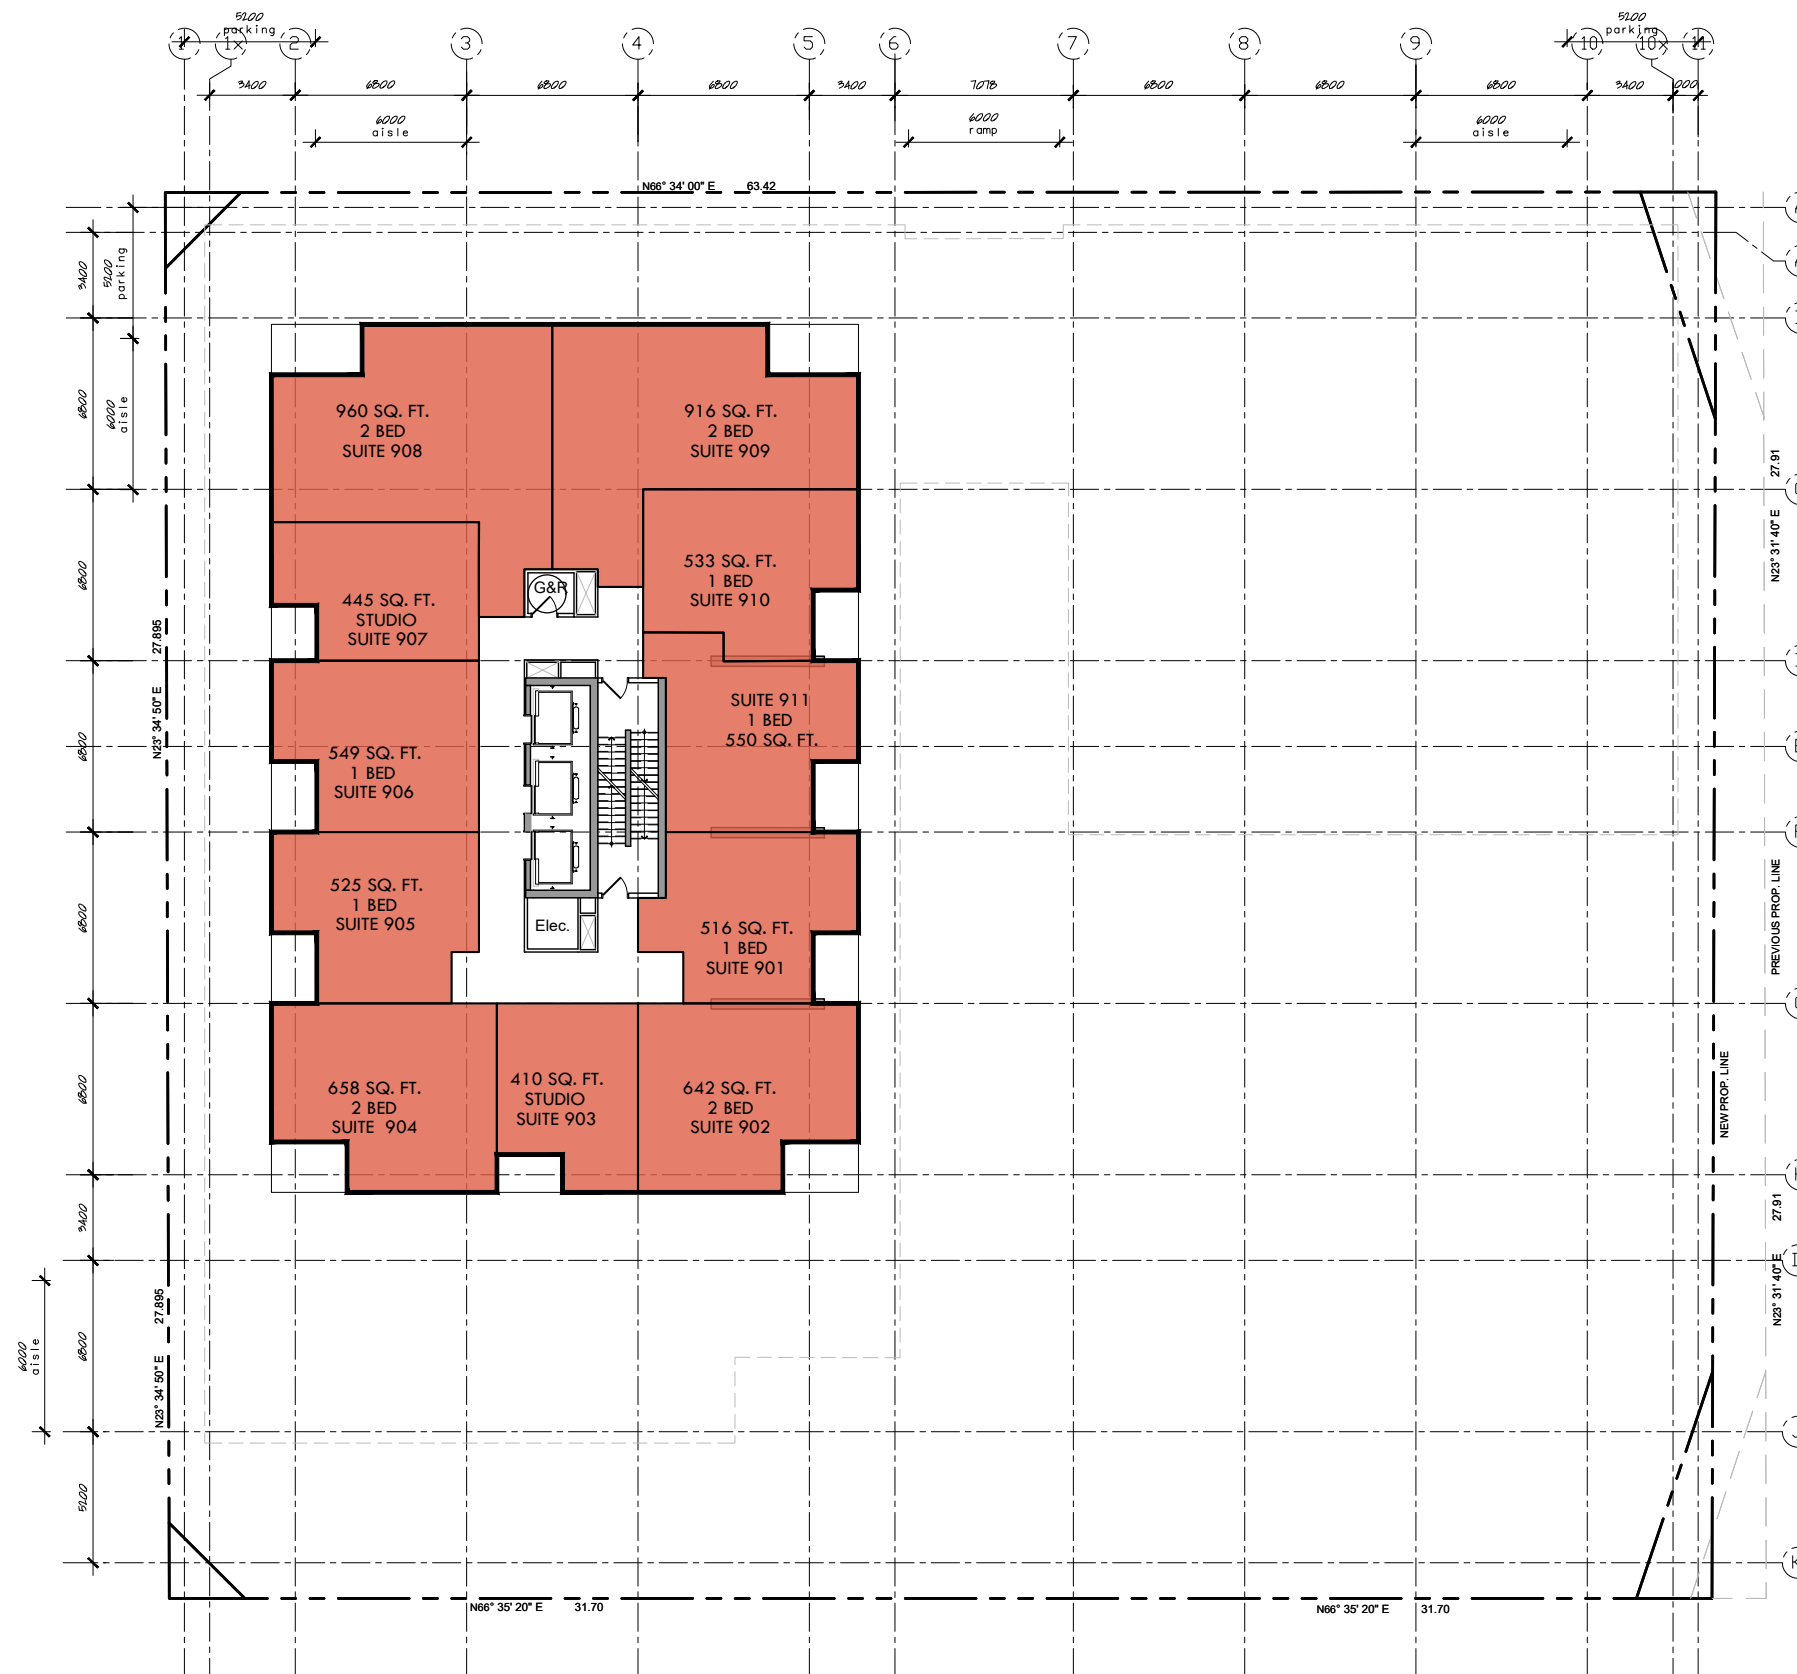 5200
parking
5200
parking
1
1x
2
3
4
5
6
7
8
9
10
10x
11
3400
6800
6800
6800
3400
7078
6800
6800
6800
3400
000
6000
aisle
6000
ramp
6000
aisle
N66° 34' 00" E 63.42
3400
5200
parking
6800
6000
aisle
6800
6800
6800
6800
3400
6800
6000
aisle
5200
960 SQ. FT.
2 BED
SUITE 908
916 SQ. FT.
2 BED
SUITE 909
533 SQ. FT.
1 BED
SUITE 910
G&R
445 SQ. FT.
STUDIO
SUITE 907
SUITE 911
1 BED
550 SQ. FT.
549 SQ. FT.
1 BED
SUITE 906
525 SQ. FT.
1 BED
SUITE 905
Elec.
516 SQ. FT.
1 BED
SUITE 901
658 SQ. FT.
2 BED
SUITE 904
410 SQ. FT.
STUDIO
SUITE 903
642 SQ. FT.
2 BED
SUITE 902
N23° 34' 50" E 27.895
N23° 34' 50" E 27.895
N23° 31' 40" E 27.91
PREVIOUS PROP. LINE
NEW PROP. LINE
N23° 31' 40" E 27.91
N66° 35' 20" E 31.70
N66° 35' 20" E 31.70